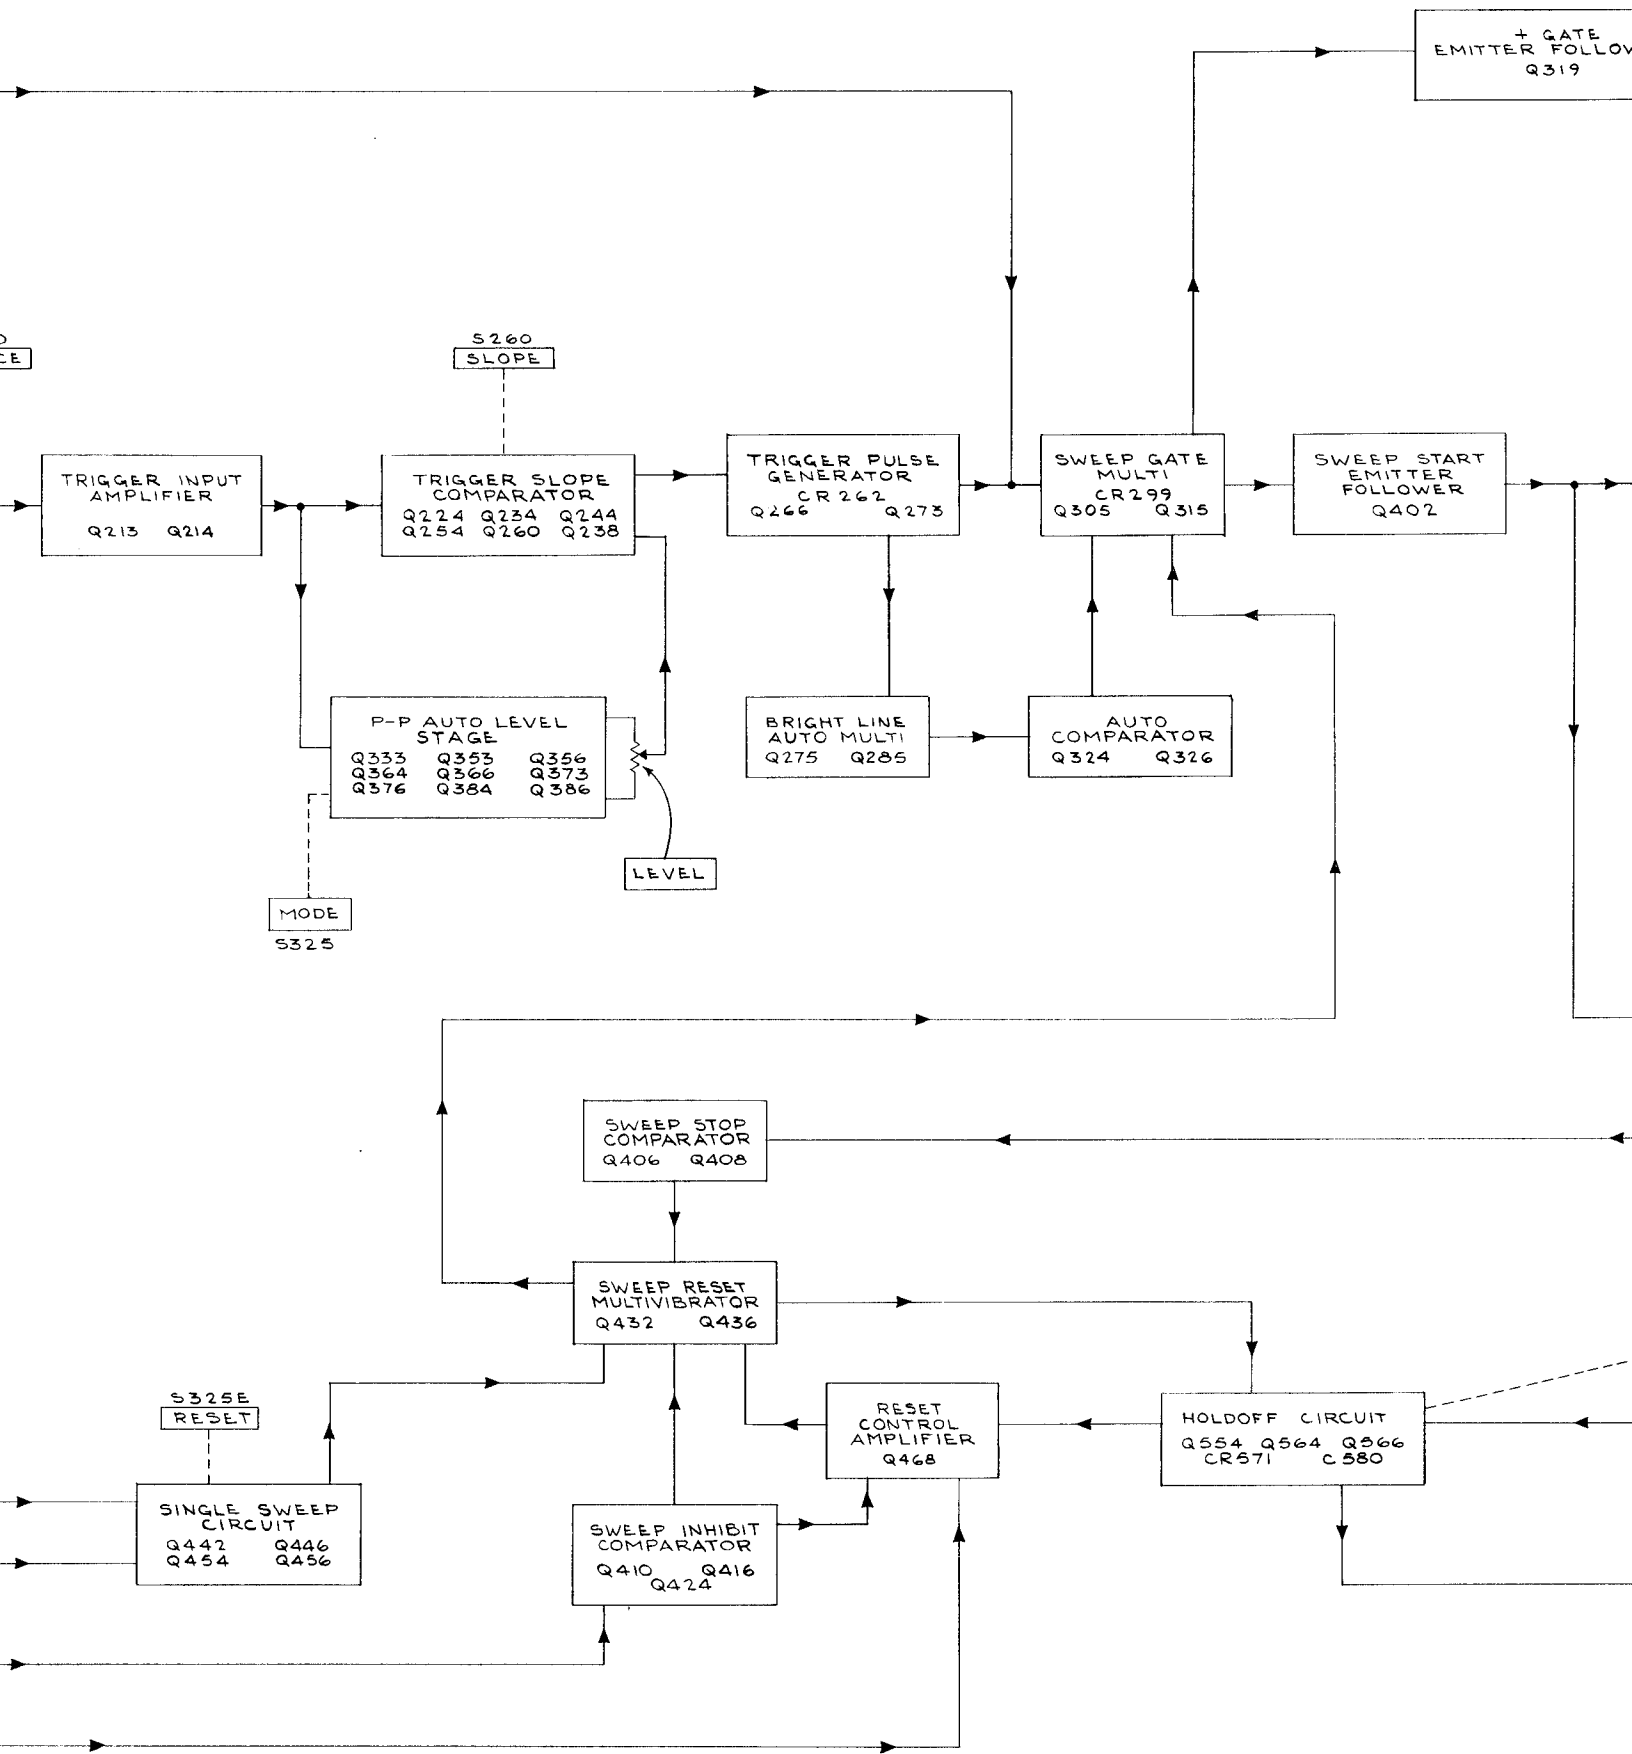 + GATE
EMITTER FOLLOW
Q319
S260
SLOPE
CE
TRIGGER INPUT
AMPLIFIER
Q213 Q214
TRIGGER SLOPE
COMPARATOR
Q224 Q234 Q244
Q254 Q260 Q238
TRIGGER PULSE
GENERATOR
CR262
Q266 Q273
SWEEP GATE
MULTI
CR299
Q305 Q315
SWEEP START
EMITTER
FOLLOWER
Q402
P-P AUTO LEVEL
STAGE
Q333 Q353 Q356
Q364 Q366 Q373
Q376 Q384 Q386
BRIGHT LINE
AUTO MULTI
Q275 Q285
AUTO
COMPARATOR
Q324 Q326
LEVEL
MODE
S325
SWEEP STOP
COMPARATOR
Q406 Q408
SWEEP RESET
MULTIVIBRATOR
Q432 Q436
S325E
RESET
RESET
CONTROL
AMPLIFIER
Q468
HOLDOFF CIRCUIT
Q554 Q564 Q566
CR571 C580
SINGLE SWEEP
CIRCUIT
Q442 Q446
Q454 Q456
SWEEP INHIBIT
COMPARATOR
Q410 Q416
Q424